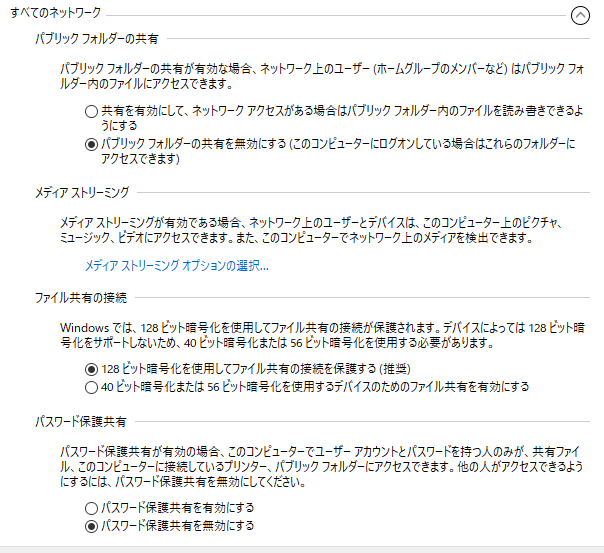 すべてのネットワーク
パブリック フォルダーの共有
パブリック フォルダーの共有が有効な場合、ネットワーク上のユーザー (ホームグループのメンバーなど) はパブリック フォ
ルダー内のファイルにアクセスできます。
共有を有効にして、ネットワーク アクセスがある場合はパブリック フォルダー内のファイルを読み書きできるよ
うにする
パブリック フォルダーの共有を無効にする (このコンピューターにログオンしている場合はこれらのフォルダーに
アクセスできます)
メディア ストリーミング
メディア ストリーミングが有効である場合、ネットワーク上のユーザーとデバイスは、このコンピューター上のピクチャ、
ミュージック、ビデオにアクセスできます。また、このコンピューターでネットワーク上のメディアを検出できます。
メディア ストリーミング オプションの選択...
ファイル共有の接続
Windows では、128 ビット暗号化を使用してファイル共有の接続が保護されます。デバイスによっては 128 ビット暗
号化をサポートしないため、40 ビット暗号化または 56 ビット暗号化を使用する必要があります。
128 ビット暗号化を使用してファイル共有の接続を保護する (推奨)
40 ビット暗号化または 56 ビット暗号化を使用するデバイスのためのファイル共有を有効にする
パスワード保護共有
パスワード保護共有が有効の場合、このコンピューターでユーザー アカウントとパスワードを持つ人のみが、共有ファイ
ル、このコンピューターに接続しているプリンター、パブリック フォルダーにアクセスできます。他の人がアクセスできるよう
にするには、パスワード保護共有を無効にしてください。
パスワード保護共有を有効にする
パスワード保護共有を無効にする